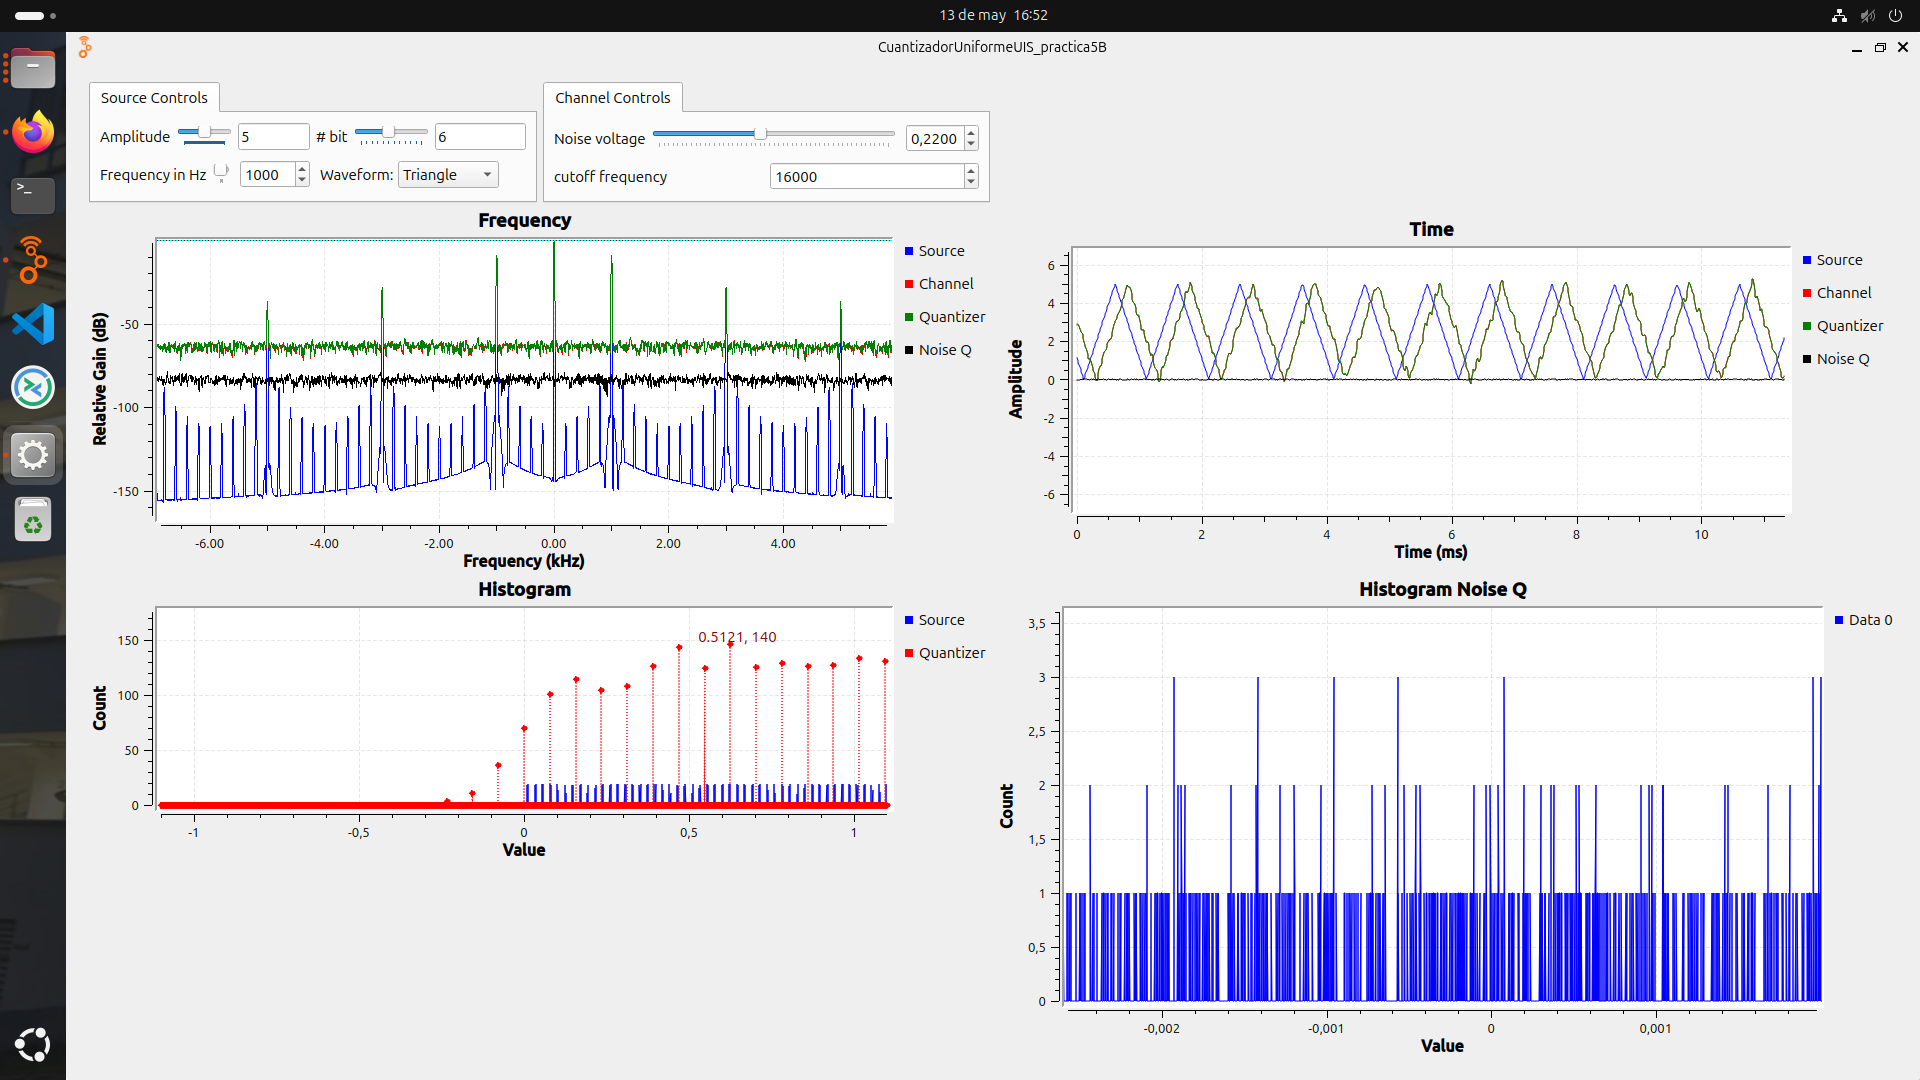 13 de may 16:52
CuantizadorUniformeUIS_practica5B
Source Controls
Amplitude 5 # bit 6
Frequency in Hz 1000 Waveform: Triangle
Channel Controls
Noise voltage 0,2200
cutoff frequency 16000
Frequency
Relative Gain (dB)
-50
-100
-150
-6.00 -4.00 -2.00 0.00 2.00 4.00
Frequency (kHz)
Source
Channel
Quantizer
Noise Q
Time
Amplitude
6
4
2
0
-2
-4
-6
0 2 4 6 8 10
Time (ms)
Source
Channel
Quantizer
Noise Q
Histogram
0.5121, 140
Count
150
100
50
0
-1 -0,5 0 0,5 1
Value
Source
Quantizer
Histogram Noise Q
Count
3,5
3
2,5
2
1,5
1
0,5
0
-0,002 -0,001 0 0,001
Value
Data 0
>_